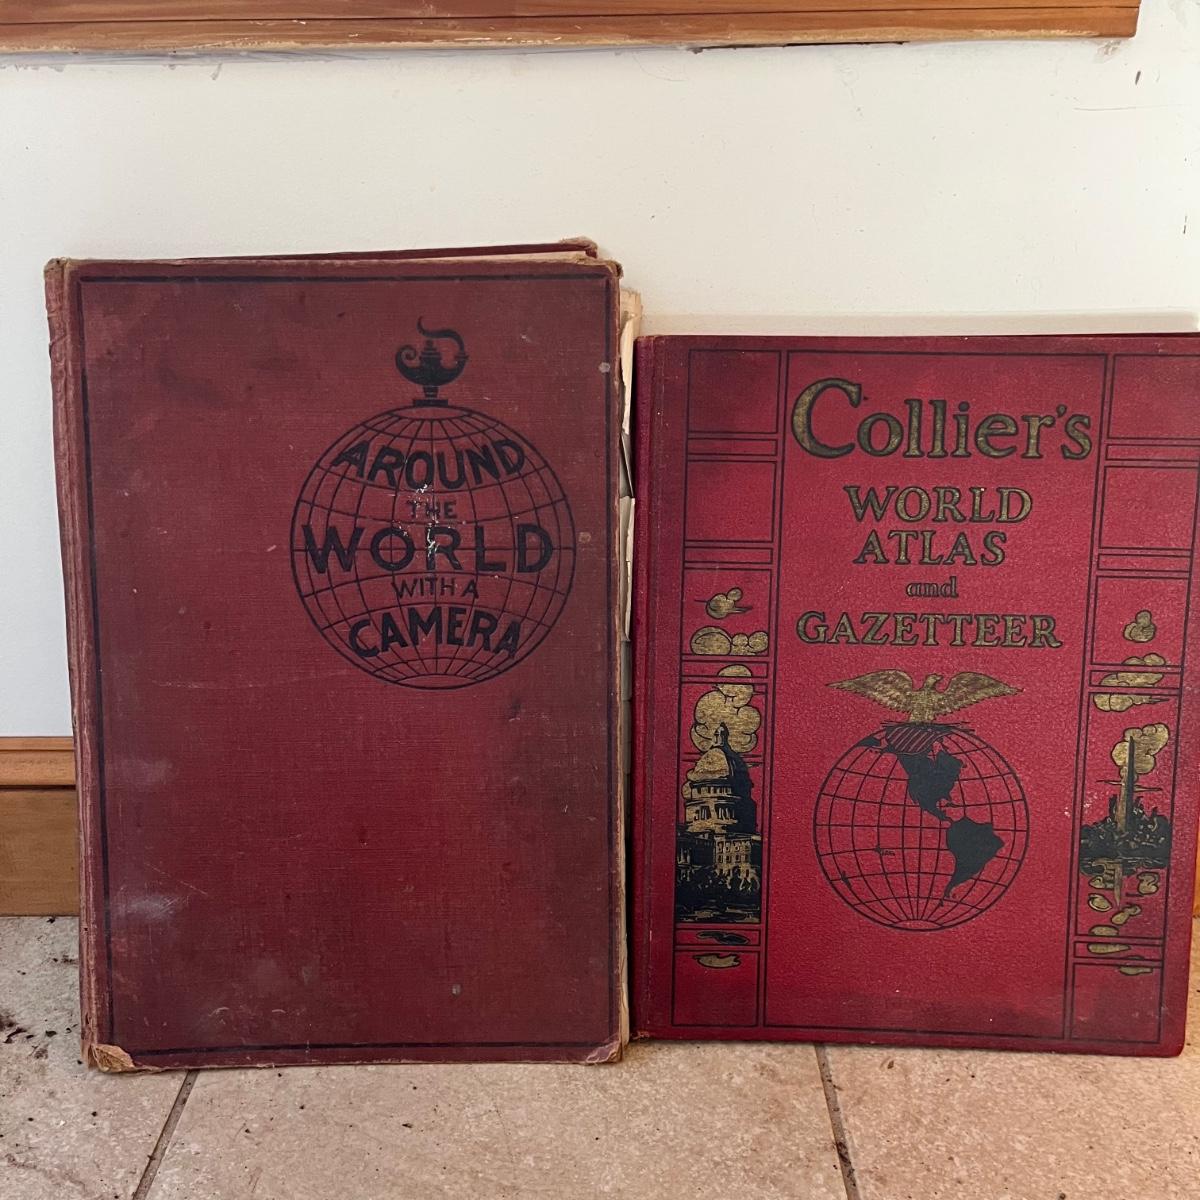 AROUND
THE
WORLD
WITH A
CAMERA
Collier's
WORLD
ATLAS
and
GAZETTEER